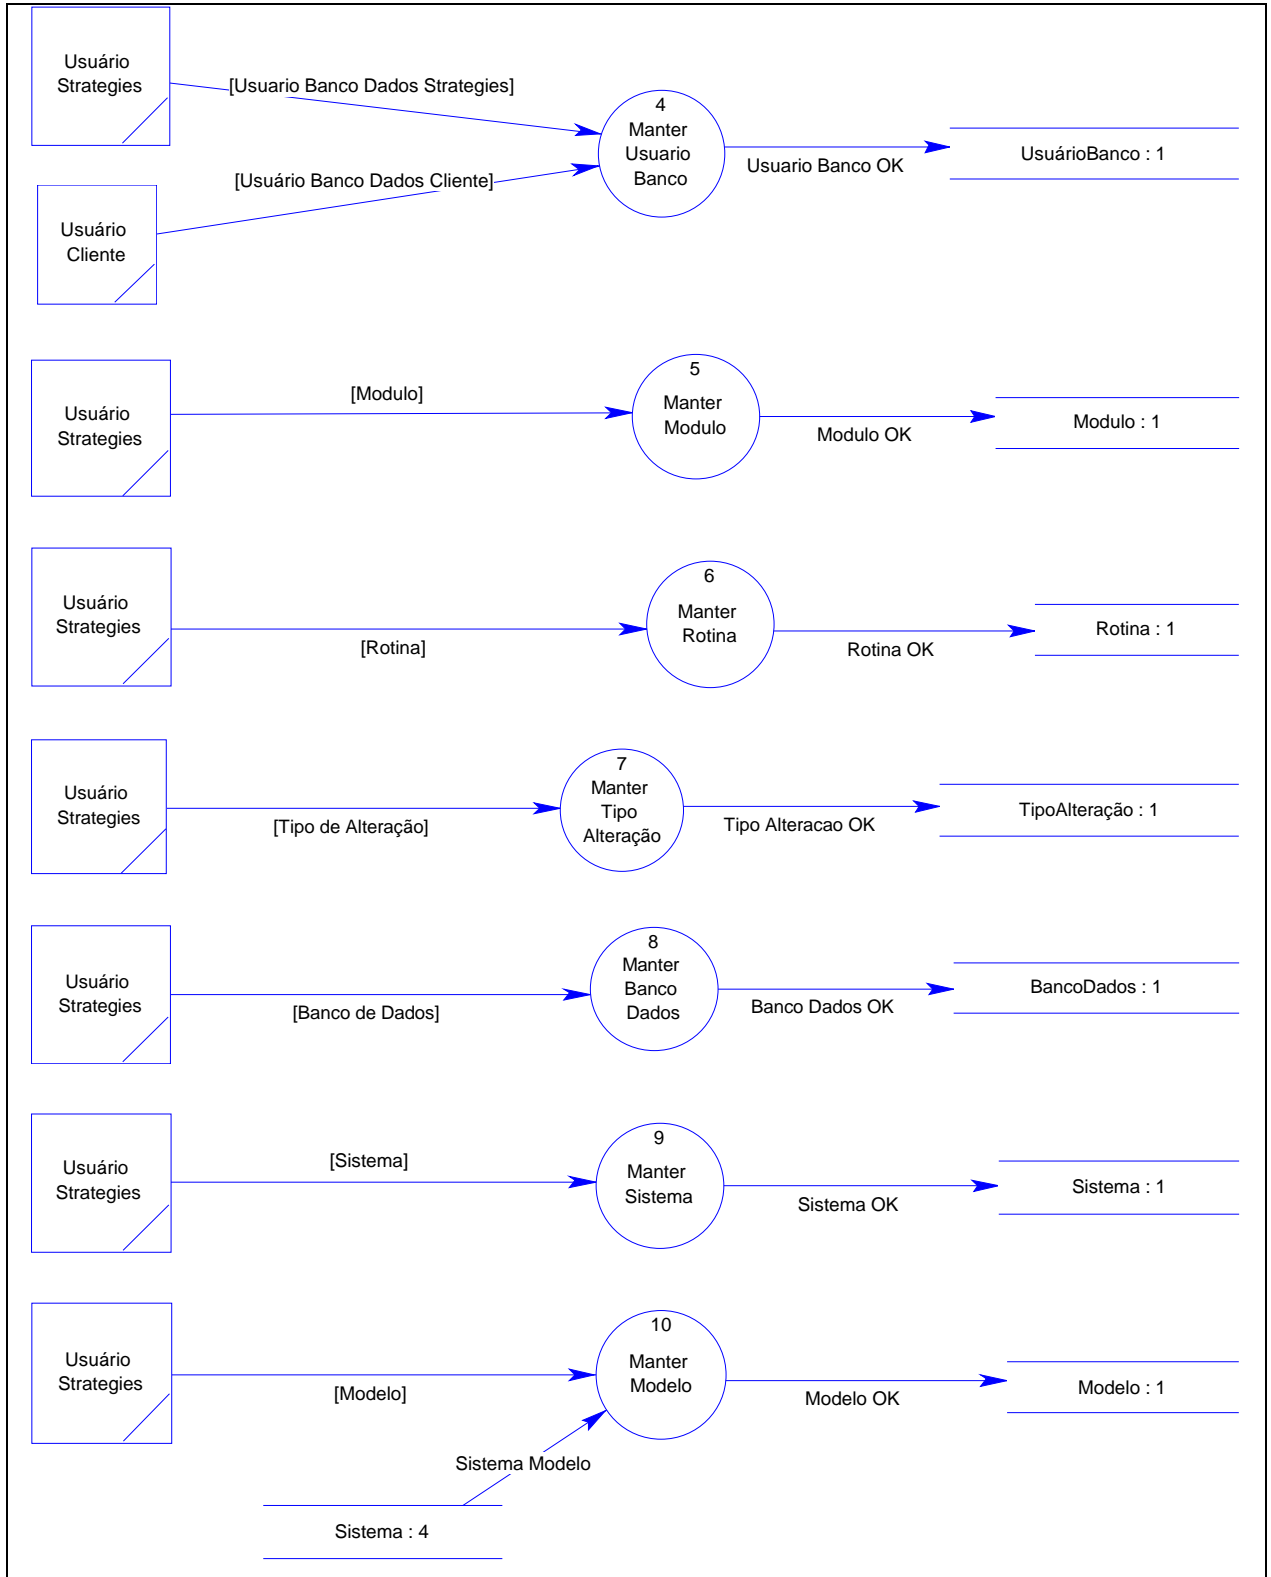 Usuário
Strategies
[Usuario Banco Dados Strategies]
4
Manter
Usuario
Banco
Usuario Banco OK
UsuárioBanco : 1
[Usuário Banco Dados Cliente]
Usuário
Cliente
Usuário
Strategies
[Modulo]
5
Manter
Modulo
Modulo OK
Modulo : 1
Usuário
Strategies
[Rotina]
6
Manter
Rotina
Rotina OK
Rotina : 1
Usuário
Strategies
[Tipo de Alteração]
7
Manter
Tipo
Alteração
Tipo Alteracao OK
TipoAlteração : 1
Usuário
Strategies
[Banco de Dados]
8
Manter
Banco
Dados
Banco Dados OK
BancoDados : 1
Usuário
Strategies
[Sistema]
9
Manter
Sistema
Sistema OK
Sistema : 1
Usuário
Strategies
[Modelo]
10
Manter
Modelo
Modelo OK
Modelo : 1
Sistema Modelo
Sistema : 4